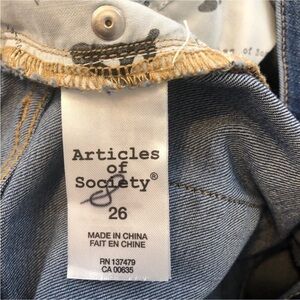 Articles
of
Society®
26
MADE IN CHINA
FAIT EN CHINE
RN 137479
CA 00635